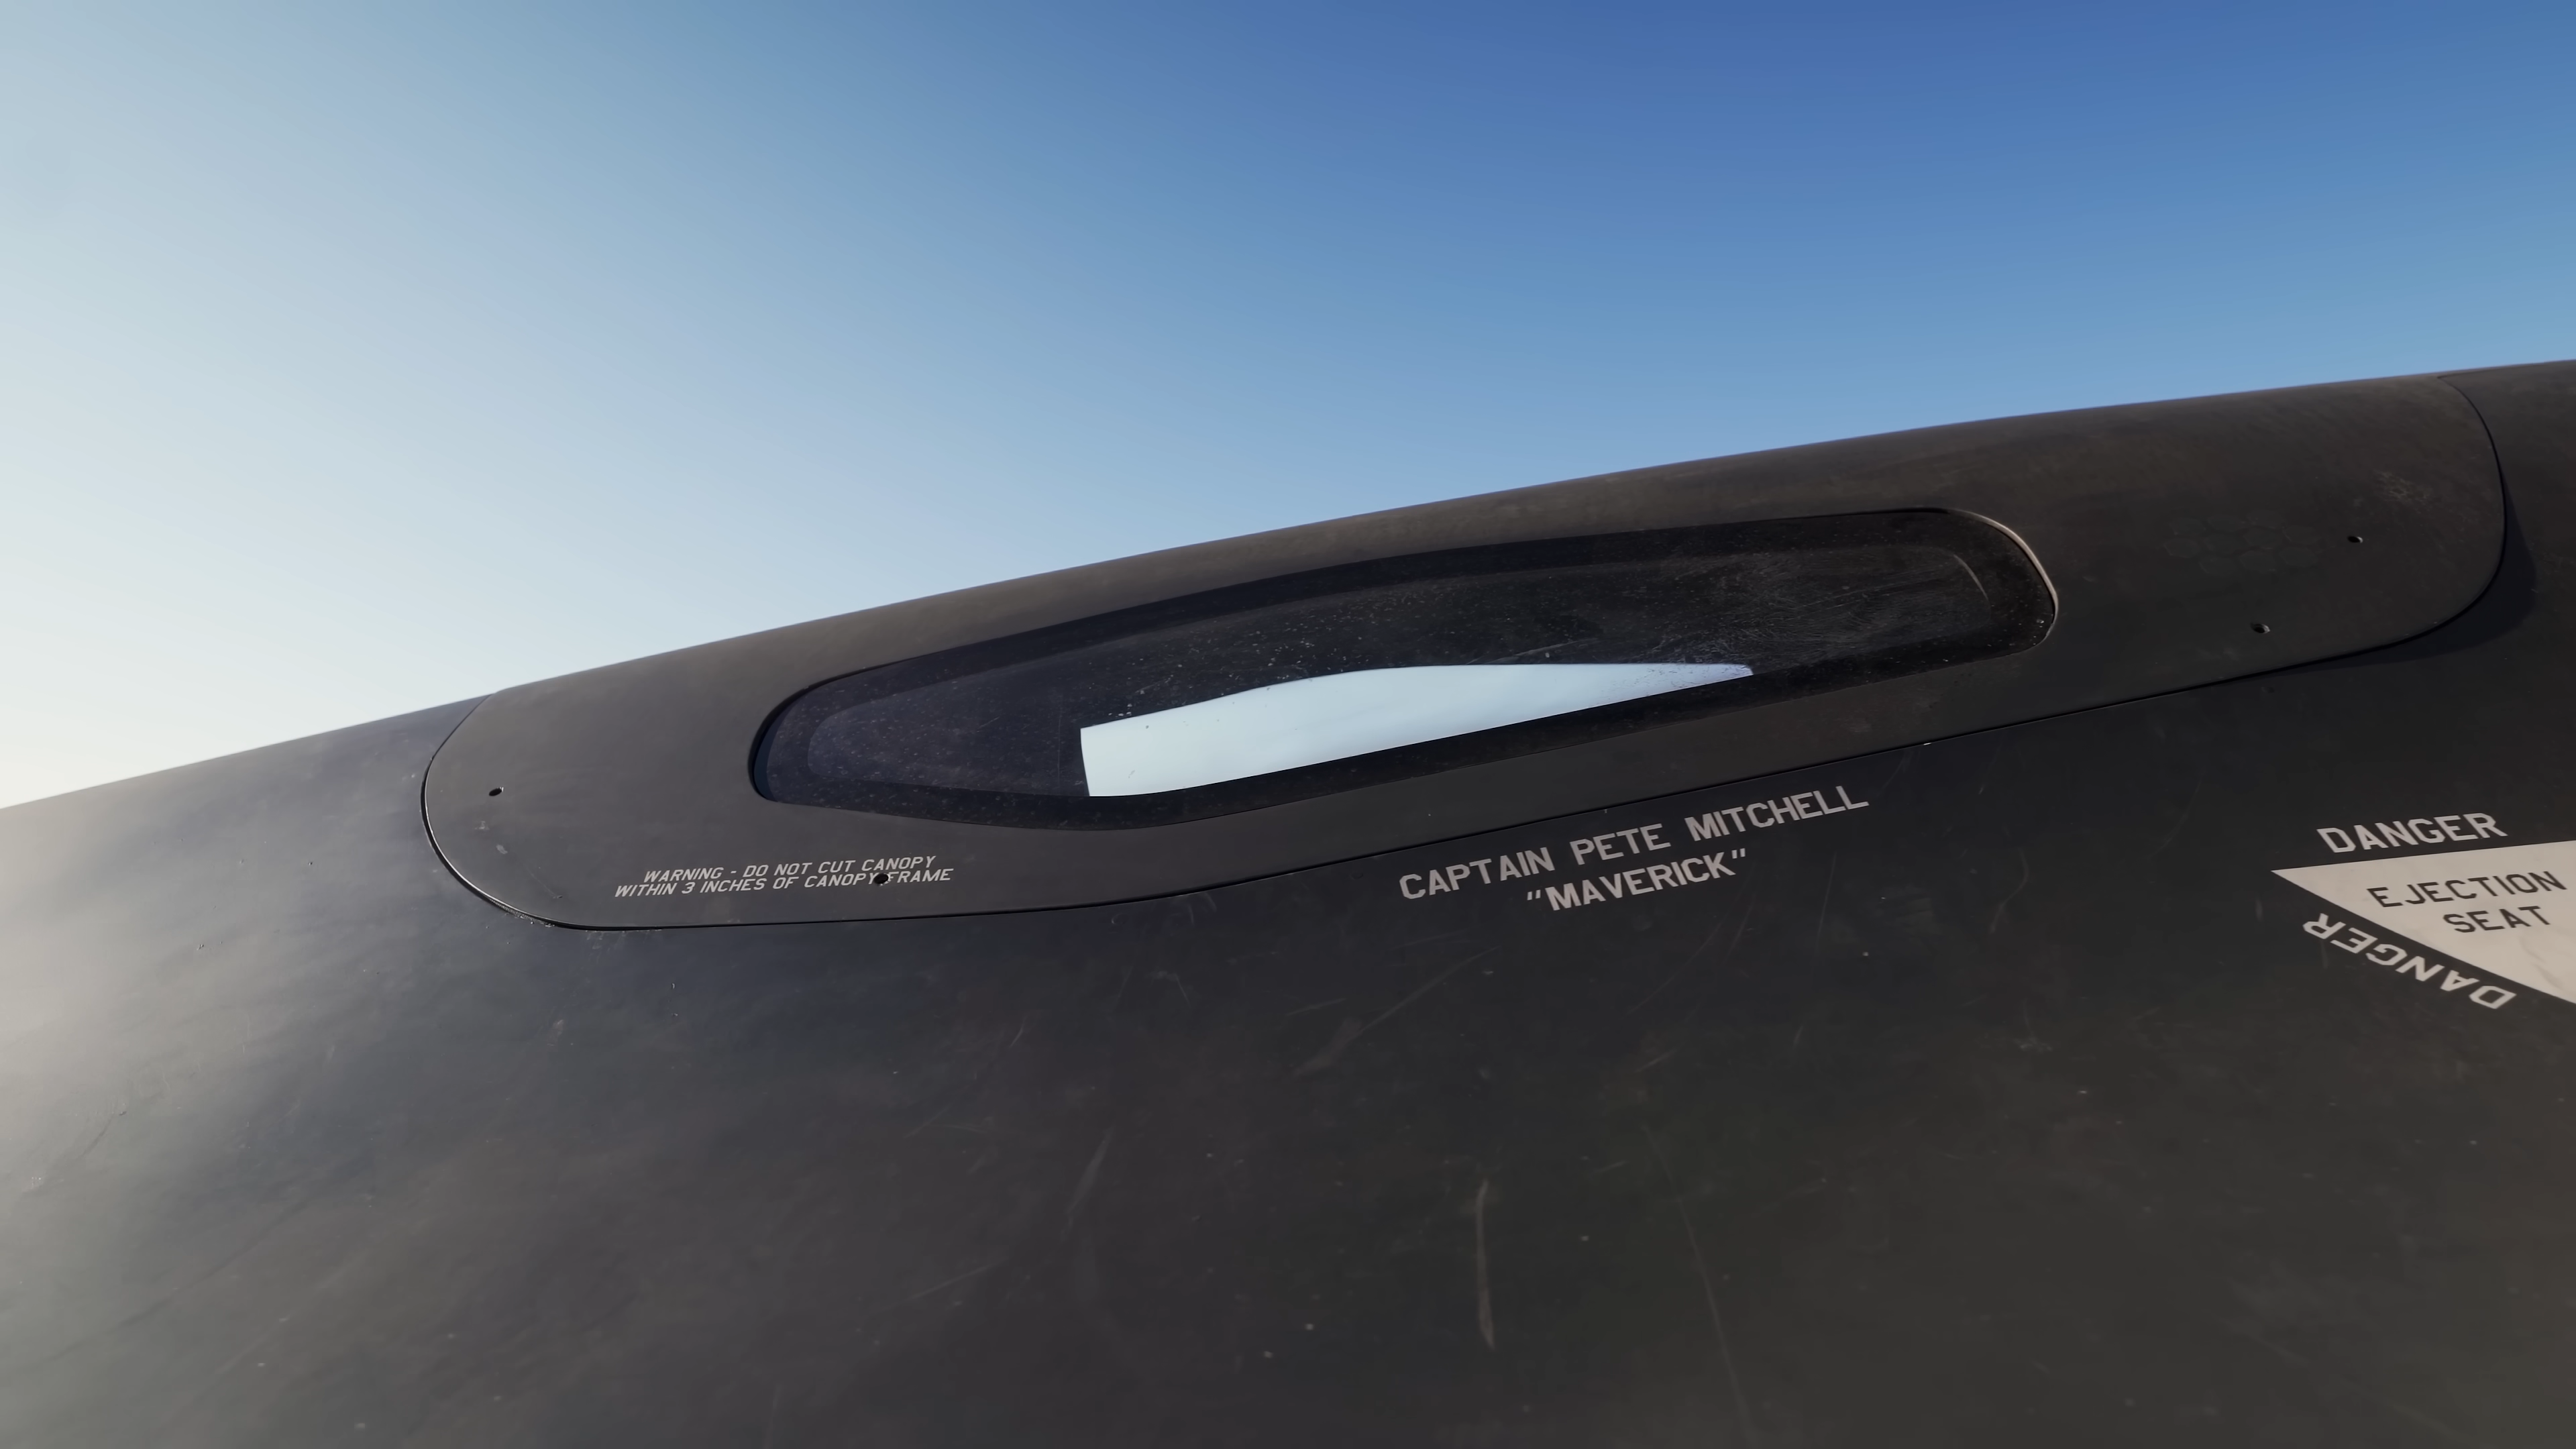 WARNING - DO NOT CUT CANOPY
WITHIN 3 INCHES OF CANOPY FRAME
CAPTAIN PETE MITCHELL
"MAVERICK"
DANGER
EJECTION
SEAT
DANGER